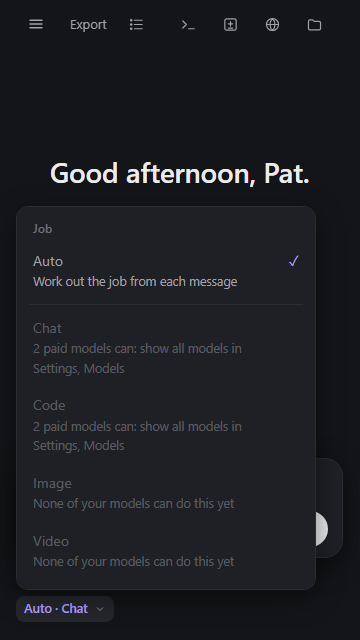 Export
Good afternoon, Pat.
Job
Auto
Work out the job from each message
Chat
2 paid models can: show all models in
Settings, Models
Code
2 paid models can: show all models in
Settings, Models
Image
None of your models can do this yet
Video
None of your models can do this yet
Auto · Chat